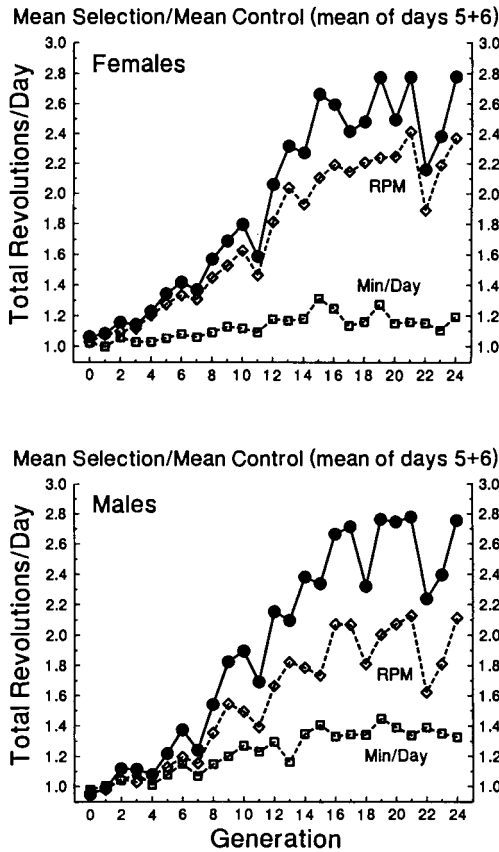 Mean Selection/Mean Control (mean of days 5+6)
Total Revolutions/Day
Females
RPM
Min/Day
3.0 3.0
2.8 2.8
2.6 2.6
2.4 2.4
2.2 2.2
2.0 2.0
1.8 1.8
1.6 1.6
1.4 1.4
1.2 1.2
1.0 1.0
0 2 4 6 8 10 12 14 16 18 20 22 24
Mean Selection/Mean Control (mean of days 5+6)
Total Revolutions/Day
Males
RPM
Min/Day
3.0 3.0
2.8 2.8
2.6 2.6
2.4 2.4
2.2 2.2
2.0 2.0
1.8 1.8
1.6 1.6
1.4 1.4
1.2 1.2
1.0 1.0
0 2 4 6 8 10 12 14 16 18 20 22 24
Generation